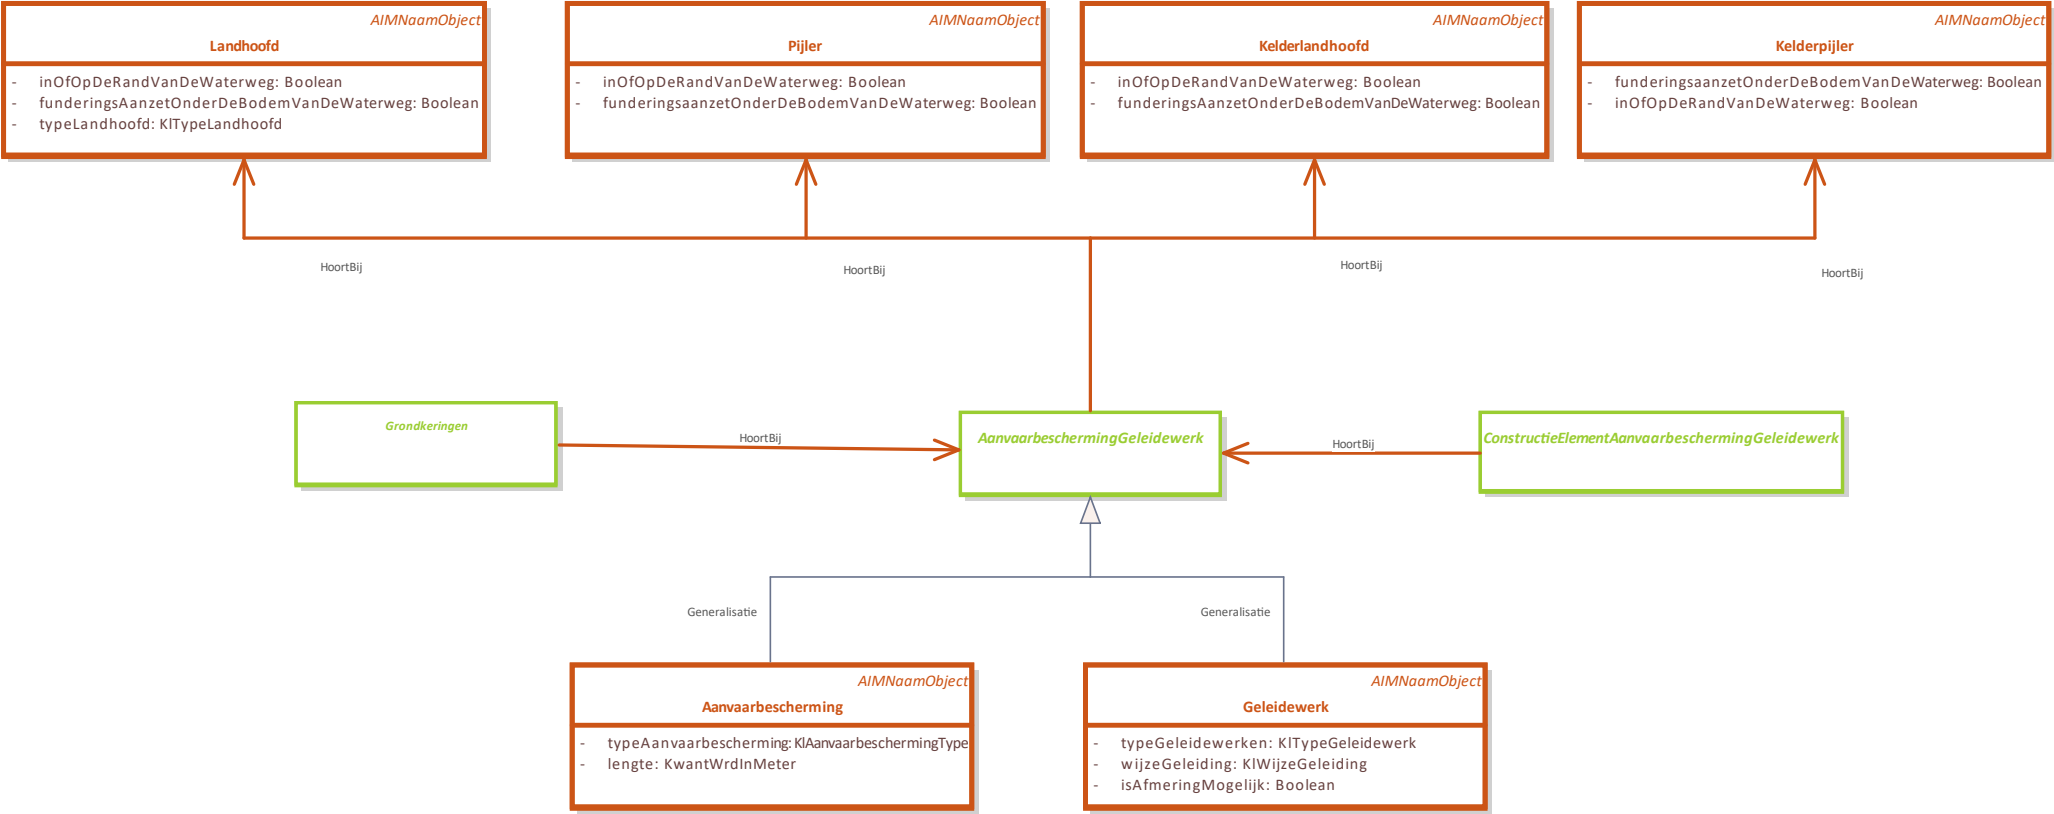 AIMNaamObject
Landhoofd
- inOfOpDeRandVanDeWaterweg: Boolean
- funderingsAanzetOnderDeBodemVanDeWaterweg: Boolean
- typeLandhoofd: KlTypeLandhoofd
AIMNaamObject
Pijler
- inOfOpDeRandVanDeWaterweg: Boolean
- funderingsaanzetOnderDeBodemVanDeWaterweg: Boolean
AIMNaamObject
Kelderlandhoofd
- inOfOpDeRandVanDeWaterweg: Boolean
- funderingsAanzetOnderDeBodemVanDeWaterweg: Boolean
AIMNaamObject
Kelderpijler
- funderingsaanzetOnderDeBodemVanDeWaterweg: Boolean
- inOfOpDeRandVanDeWaterweg: Boolean
HoortBij
HoortBij
HoortBij
HoortBij
Grondkeringen
HoortBij
AanvaarbeschermingGeleidewerk
HoortBij
ConstructieElementAanvaarbeschermingGeleidewerk
Generalisatie
Generalisatie
AIMNaamObject
Aanvaarbescherming
- typeAanvaarbescherming: KlAanvaarbeschermingType
- lengte: KwantWrdInMeter
AIMNaamObject
Geleidewerk
- typeGeleidewerken: KlTypeGeleidewerk
- wijzeGeleiding: KlWijzeGeleiding
- isAfmeringMogelijk: Boolean